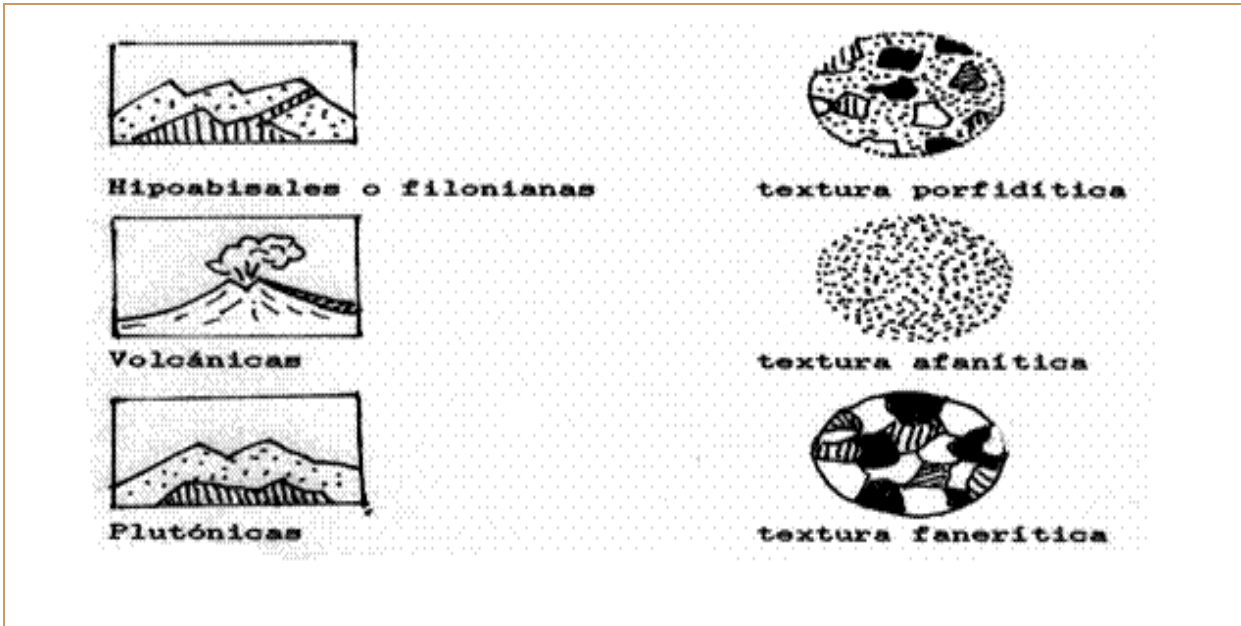 Hipoabisales o filonianas
textura porfidítica
Volcánicas
textura afanítica
Plutónicas
textura fanerítica